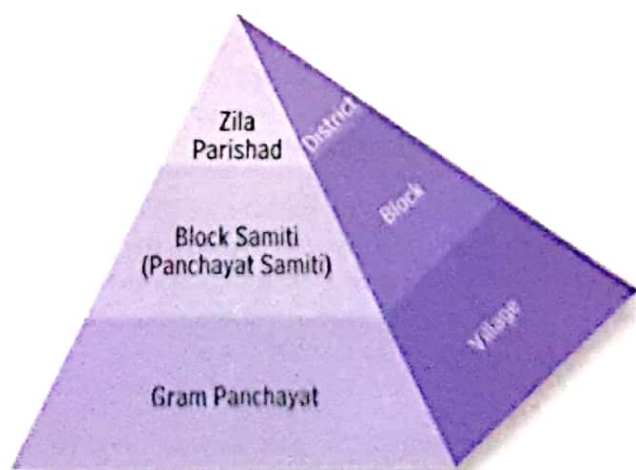 Zila
Parishad
District
Block Samiti
(Panchayat Samiti)
Block
Gram Panchayat
Village